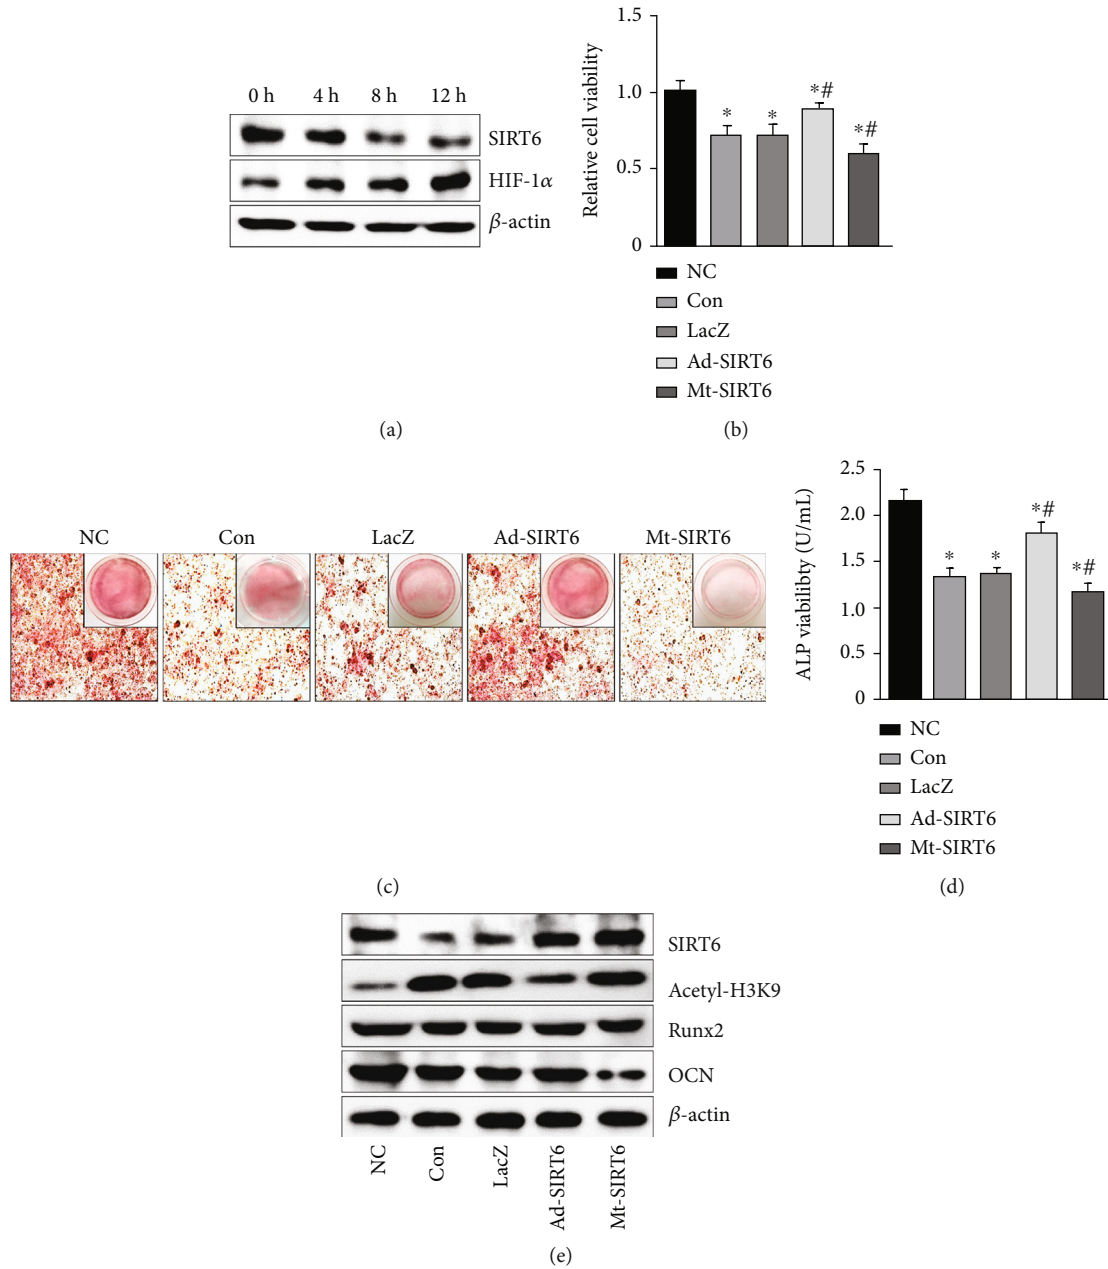 0 h 4 h 8 h 12 h
SIRT6
HIF-1α
β-actin
(a)
Relative cell viability
1.5
1.0
0.5
0
*
*
*#
*#
NC
Con
LacZ
Ad-SIRT6
Mt-SIRT6
(b)
NC Con LacZ Ad-SIRT6 Mt-SIRT6
(c)
ALP viabilibty (U/mL)
2.5
2.0
1.5
1.0
0.5
0
*
*
*#
*#
NC
Con
LacZ
Ad-SIRT6
Mt-SIRT6
(d)
SIRT6
Acetyl-H3K9
Runx2
OCN
β-actin
NC
Con
LacZ
Ad-SIRT6
Mt-SIRT6
(e)